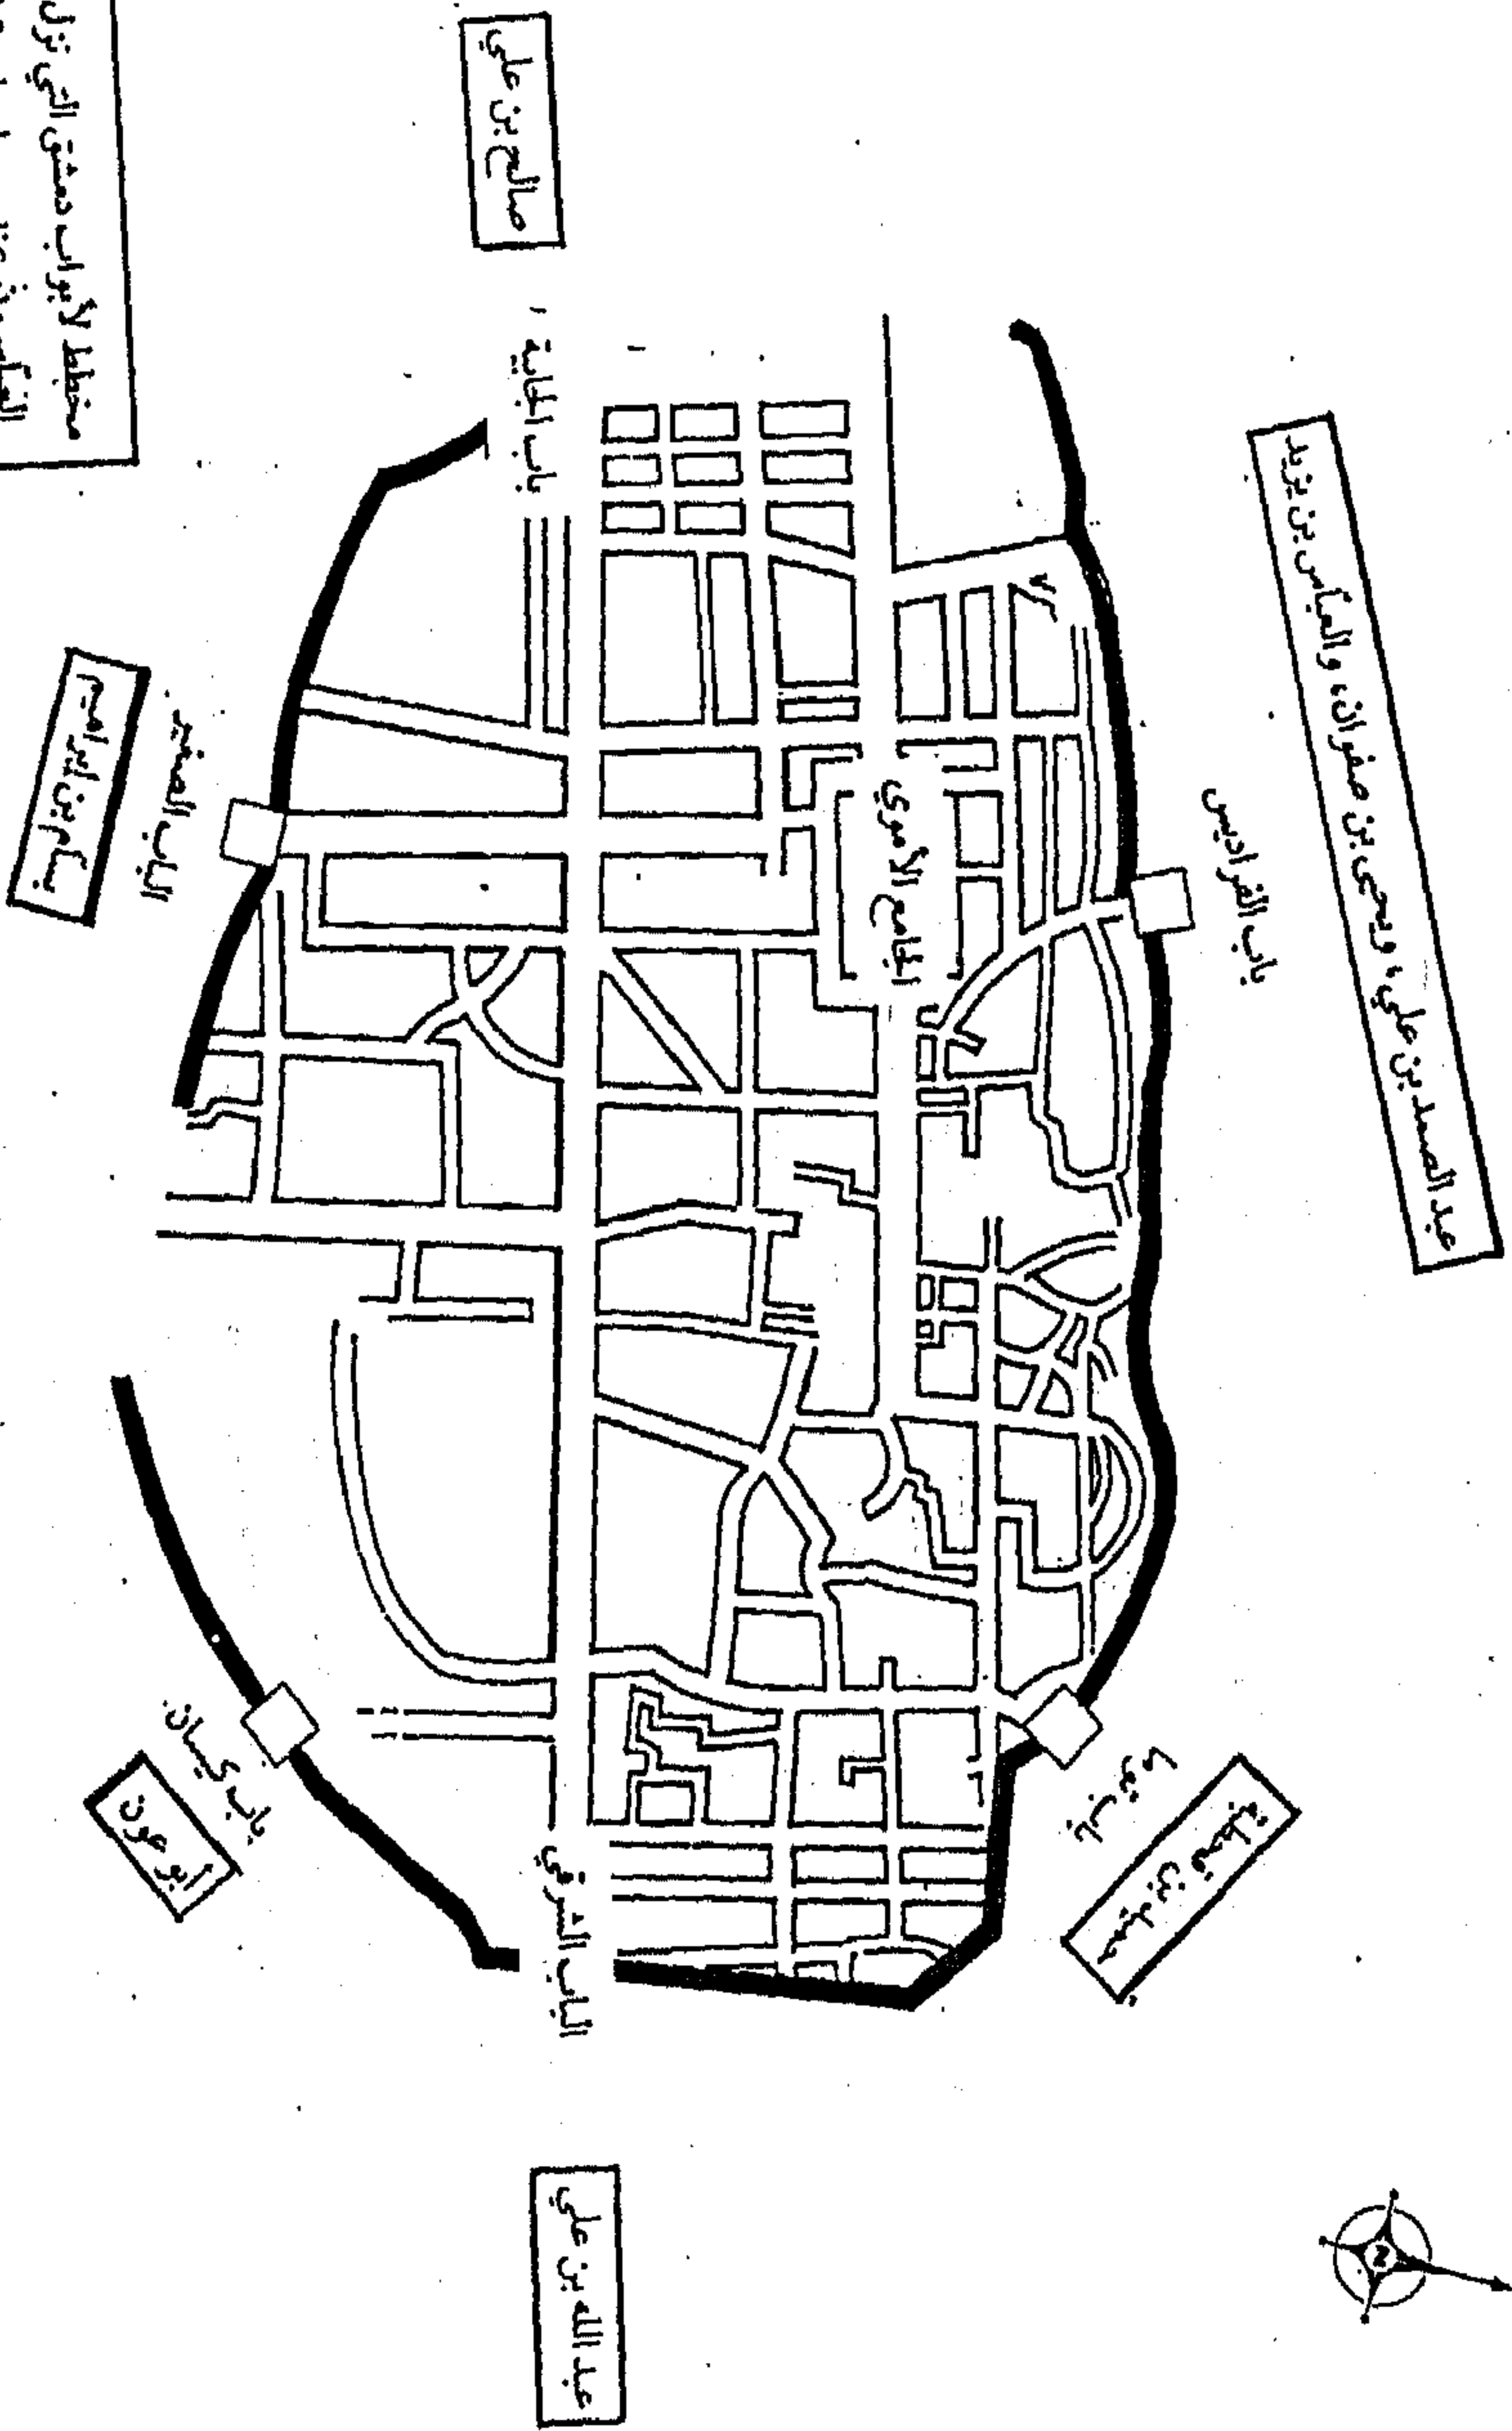 مخطط لأبواب دمشق التي نزل
صالح بن علي
باب الجابية
عبد الصمد بن علي، ويحيى بن صفوان، والعباس بن يزيد
باب الفراديس
الجامع الأموي
الباب الصغير
بسام بن إبراهيم
باب توما
حميد بن قحطبة
باب كيسان
أبو عون
الباب الشرقي
عبد الله بن علي
N